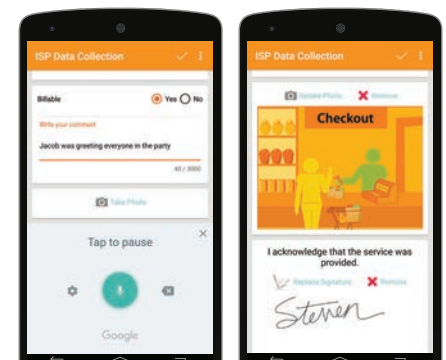 ISP Data Collection
Billable
Yes
No
Write your comment
Jacob was greeting everyone in the party
40 / 3000
Take Photo
Tap to pause
Google
ISP Data Collection
Retake Photo
Remove
Checkout
I acknowledge that the service was
provided.
Replace Signature
Remove
Steven